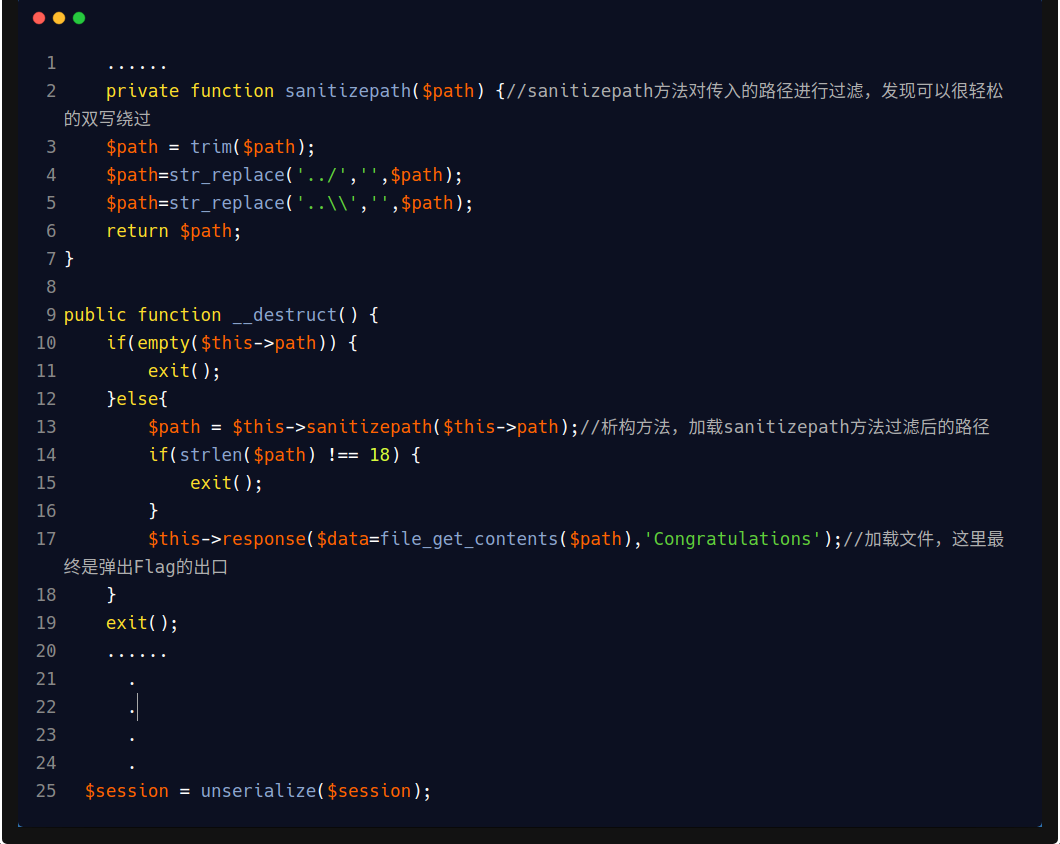 1     ......
2     private function sanitizepath($path) {//sanitizepath方法对传入的路径进行过滤，发现可以很轻松
的双写绕过
3     $path = trim($path);
4     $path=str_replace('../','',$path);
5     $path=str_replace('..\\','',$path);
6     return $path;
7 }
8
9 public function __destruct() {
10     if(empty($this->path)) {
11         exit();
12     }else{
13         $path = $this->sanitizepath($this->path);//析构方法，加载sanitizepath方法过滤后的路径
14         if(strlen($path) !== 18) {
15             exit();
16         }
17         $this->response($data=file_get_contents($path),'Congratulations');//加载文件，这里最
终是弹出Flag的出口
18     }
19     exit();
20     ......
21       .
22       .
23       .
24       .
25   $session = unserialize($session);